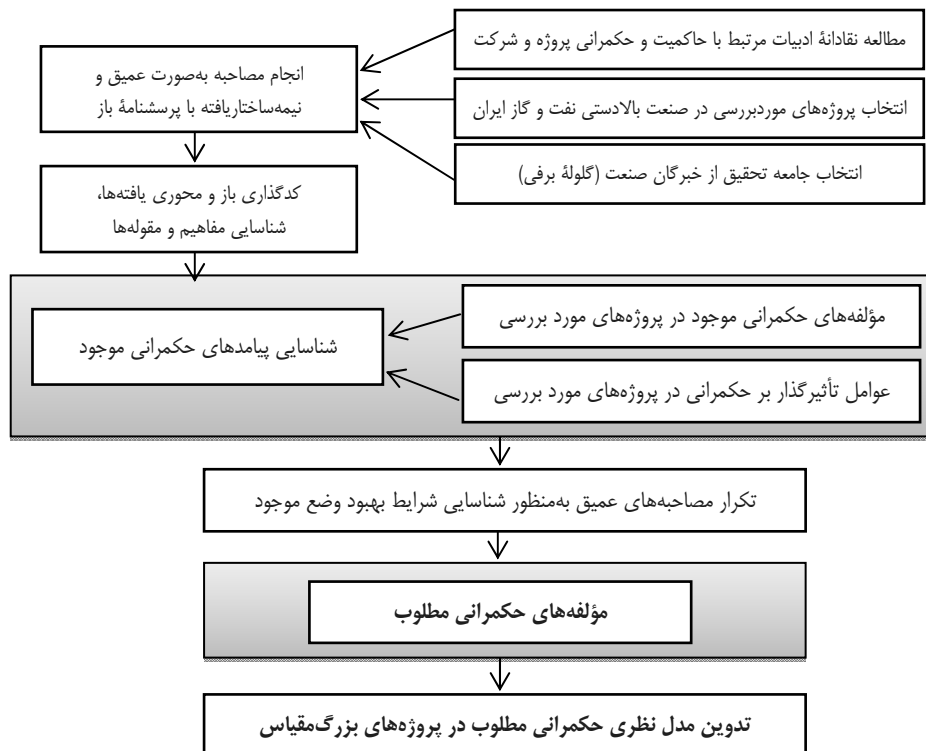 مطالعه نقادانهٔ ادبیات مرتبط با حاکمیت و حکمرانی پروژه و شرکت
انتخاب پروژه‌های موردبررسی در صنعت بالادستی نفت و گاز ایران
انتخاب جامعه تحقیق از خبرگان صنعت (گلولهٔ برفی)
انجام مصاحبه به‌صورت عمیق و
نیمه‌ساختاریافته با پرسشنامهٔ باز
کدگذاری باز و محوری یافته‌ها،
شناسایی مفاهیم و مقوله‌ها
مؤلفه‌های حکمرانی موجود در پروژه‌های مورد بررسی
عوامل تأثیرگذار بر حکمرانی در پروژه‌های مورد بررسی
شناسایی پیامدهای حکمرانی موجود
تکرار مصاحبه‌های عمیق به‌منظور شناسایی شرایط بهبود وضع موجود
مؤلفه‌های حکمرانی مطلوب
تدوین مدل نظری حکمرانی مطلوب در پروژه‌های بزرگ‌مقیاس